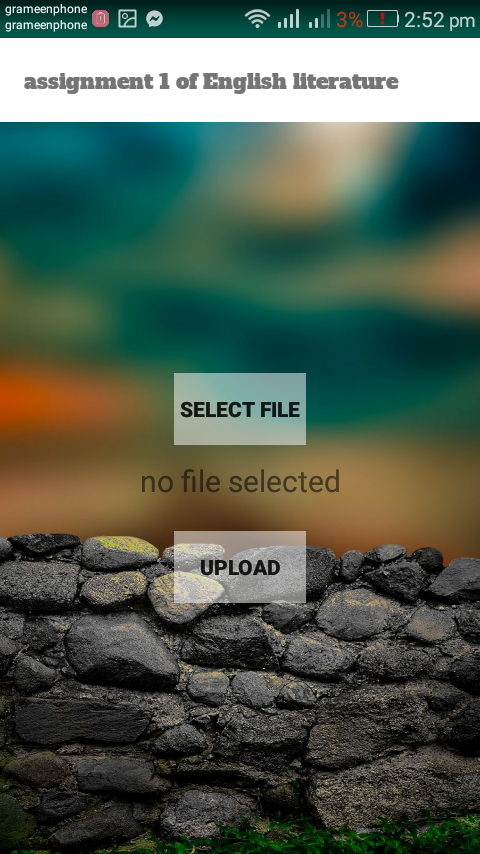 grameenphone
grameenphone
3%
2:52 pm
assignment 1 of English literature
SELECT FILE
no file selected
UPLOAD